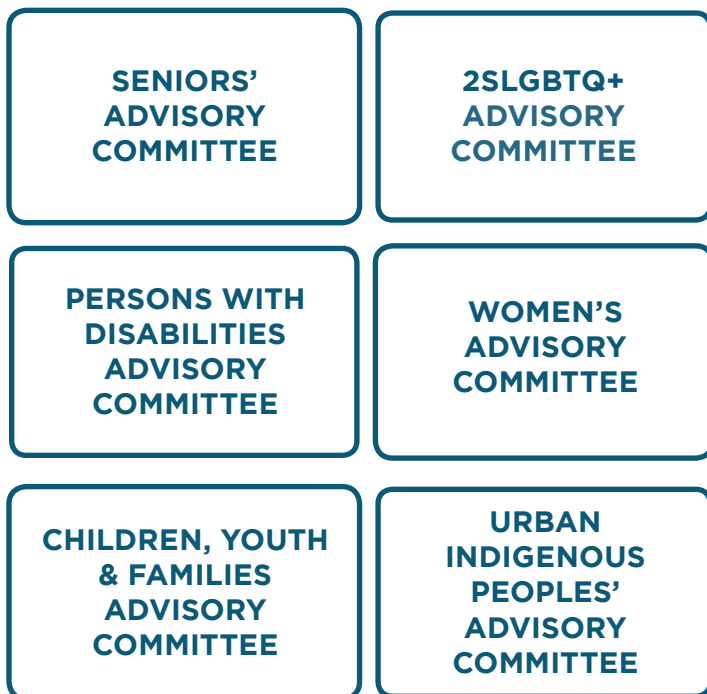 SENIORS’
ADVISORY
COMMITTEE
2SLGBTQ+
ADVISORY
COMMITTEE
PERSONS WITH
DISABILITIES
ADVISORY
COMMITTEE
WOMEN’S
ADVISORY
COMMITTEE
CHILDREN, YOUTH
& FAMILIES
ADVISORY
COMMITTEE
URBAN
INDIGENOUS
PEOPLES’
ADVISORY
COMMITTEE